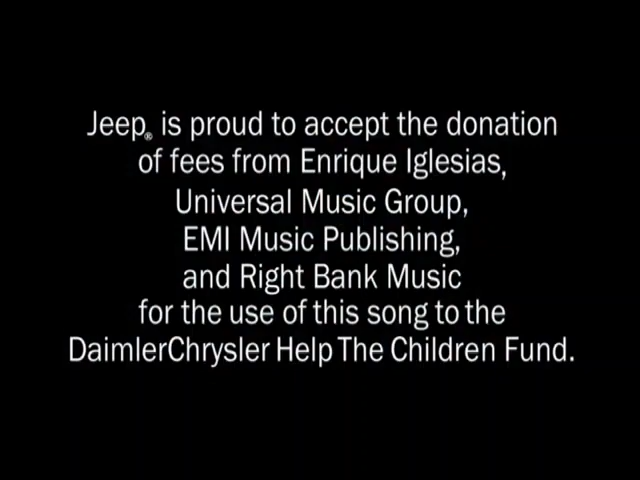 Jeep® is proud to accept the donation
of fees from Enrique Iglesias,
Universal Music Group,
EMI Music Publishing,
and Right Bank Music
for the use of this song to the
DaimlerChrysler Help The Children Fund.